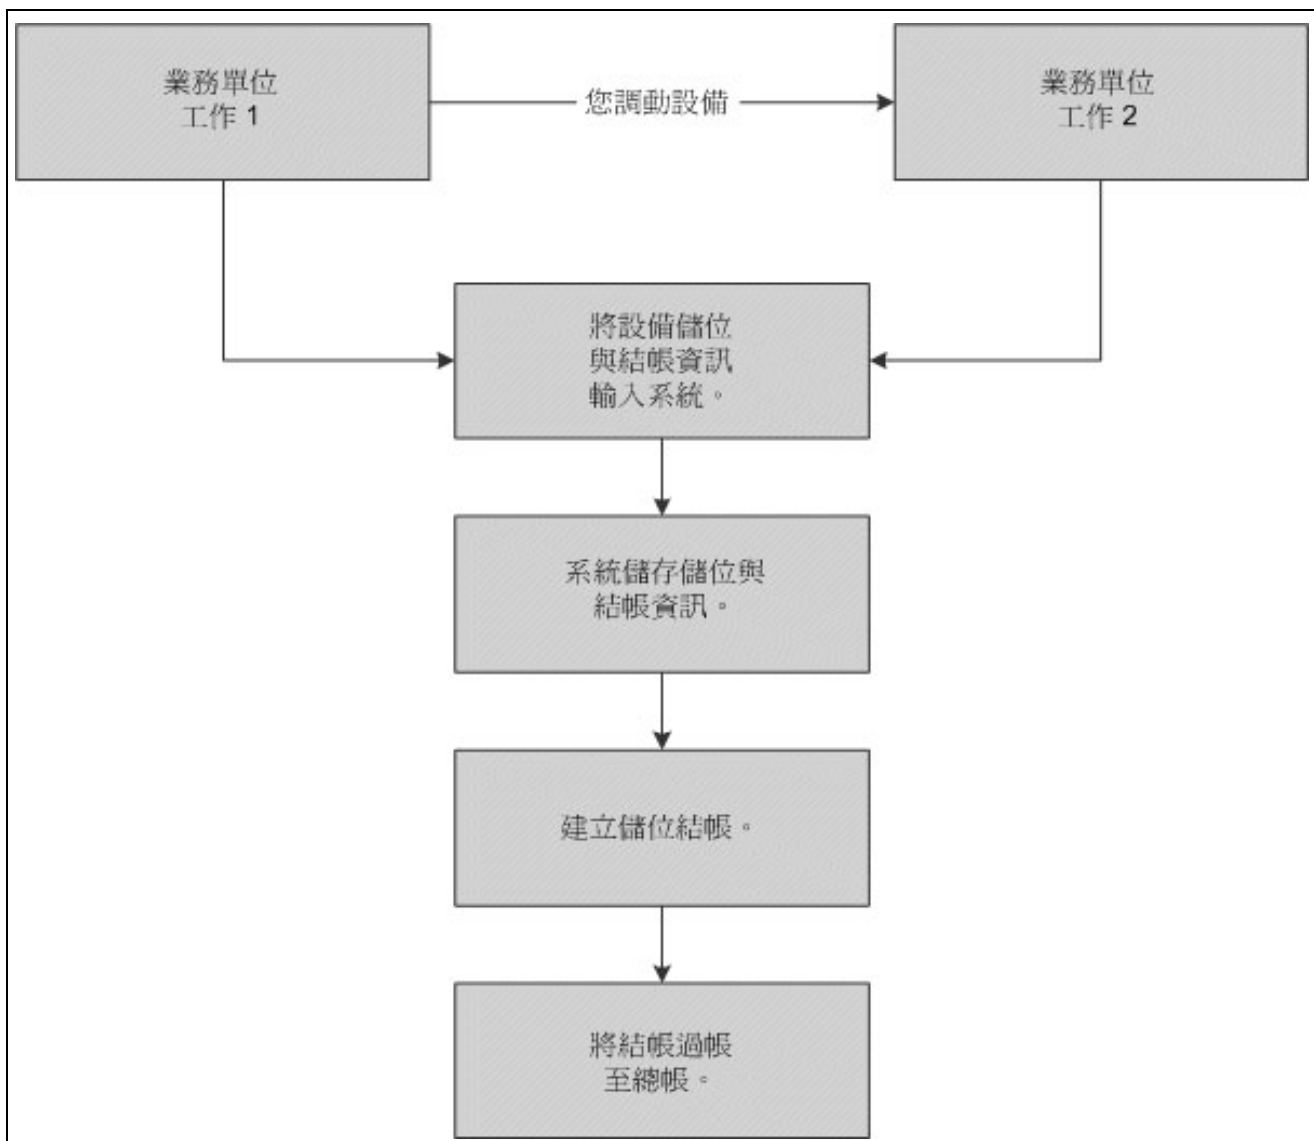 業務單位
工作 1
您調動設備
業務單位
工作 2
將設備儲位
與結帳資訊
輸入系統。
系統儲存儲位與
結帳資訊。
建立儲位結帳。
將結帳過帳
至總帳。